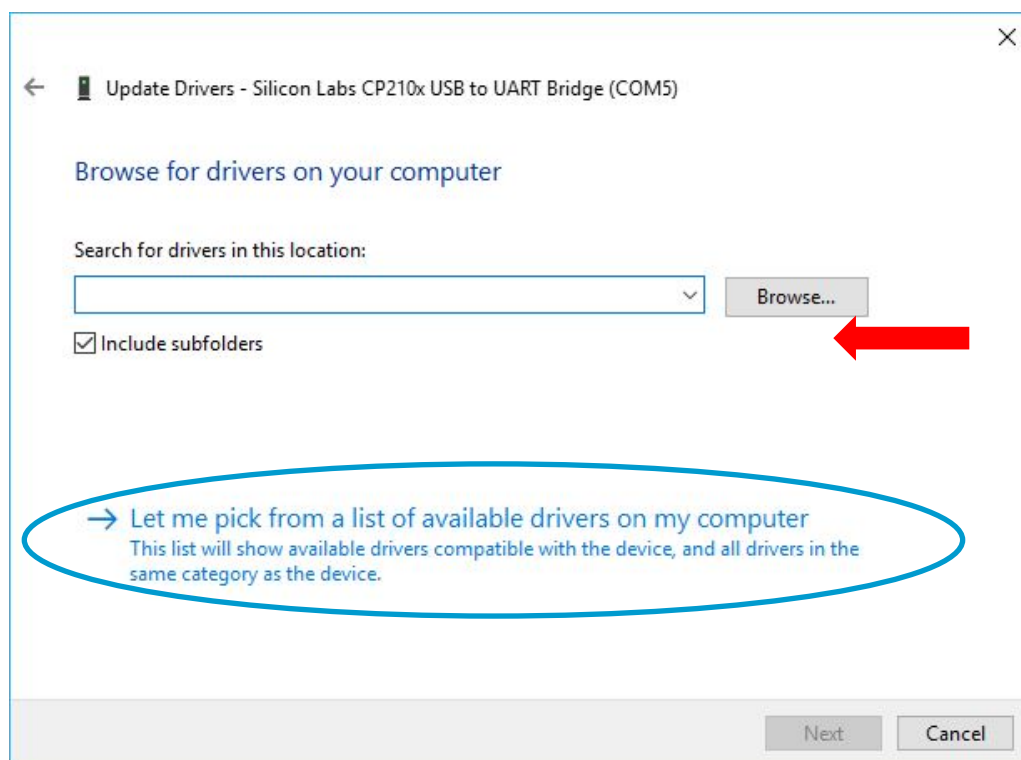 Update Drivers - Silicon Labs CP210x USB to UART Bridge (COM5)
Browse for drivers on your computer
Search for drivers in this location:
Browse...
Include subfolders
Let me pick from a list of available drivers on my computer
This list will show available drivers compatible with the device, and all drivers in the
same category as the device.
Next
Cancel